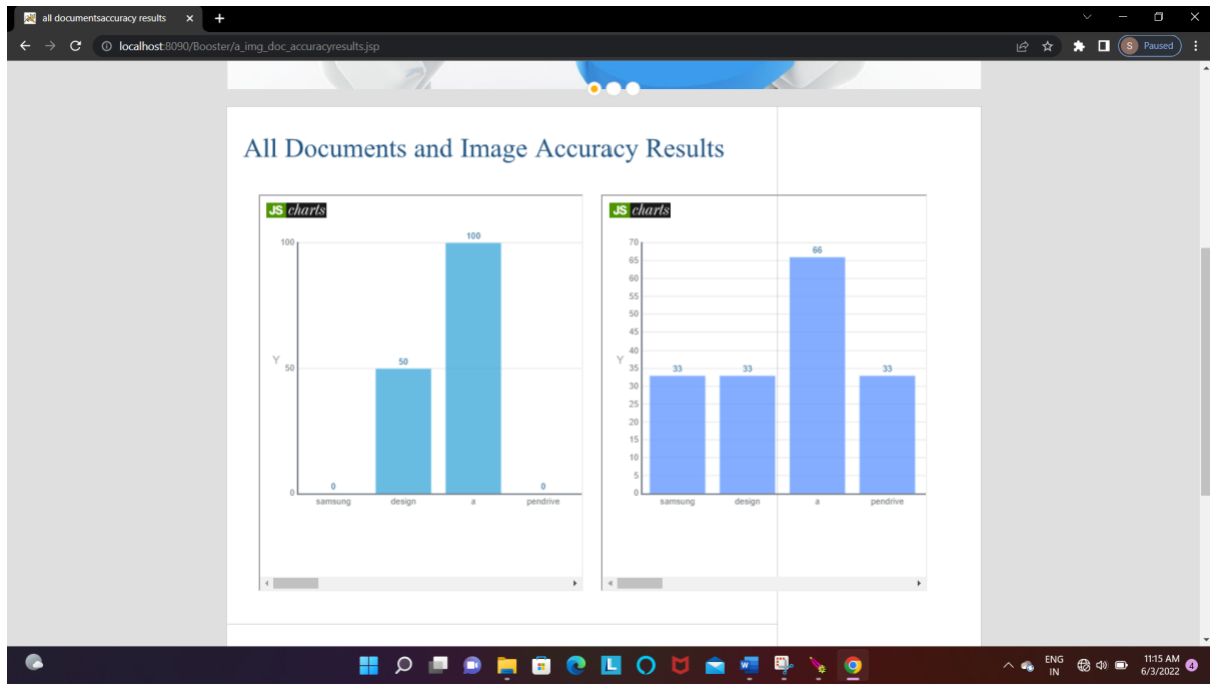 all documentsaccuracy results
localhost:8090/Booster/a_img_doc_accuracyresults.jsp
S Paused
All Documents and Image Accuracy Results
JS charts
100
100
50
Y
50
0
0
0
samsung design a pendrive
JS charts
70
66
65
60
55
50
45
40
Y
35
33 33 33
30
25
20
15
10
5
0
samsung design a pendrive
L
W
ENG
IN
11:15 AM
6/3/2022
4